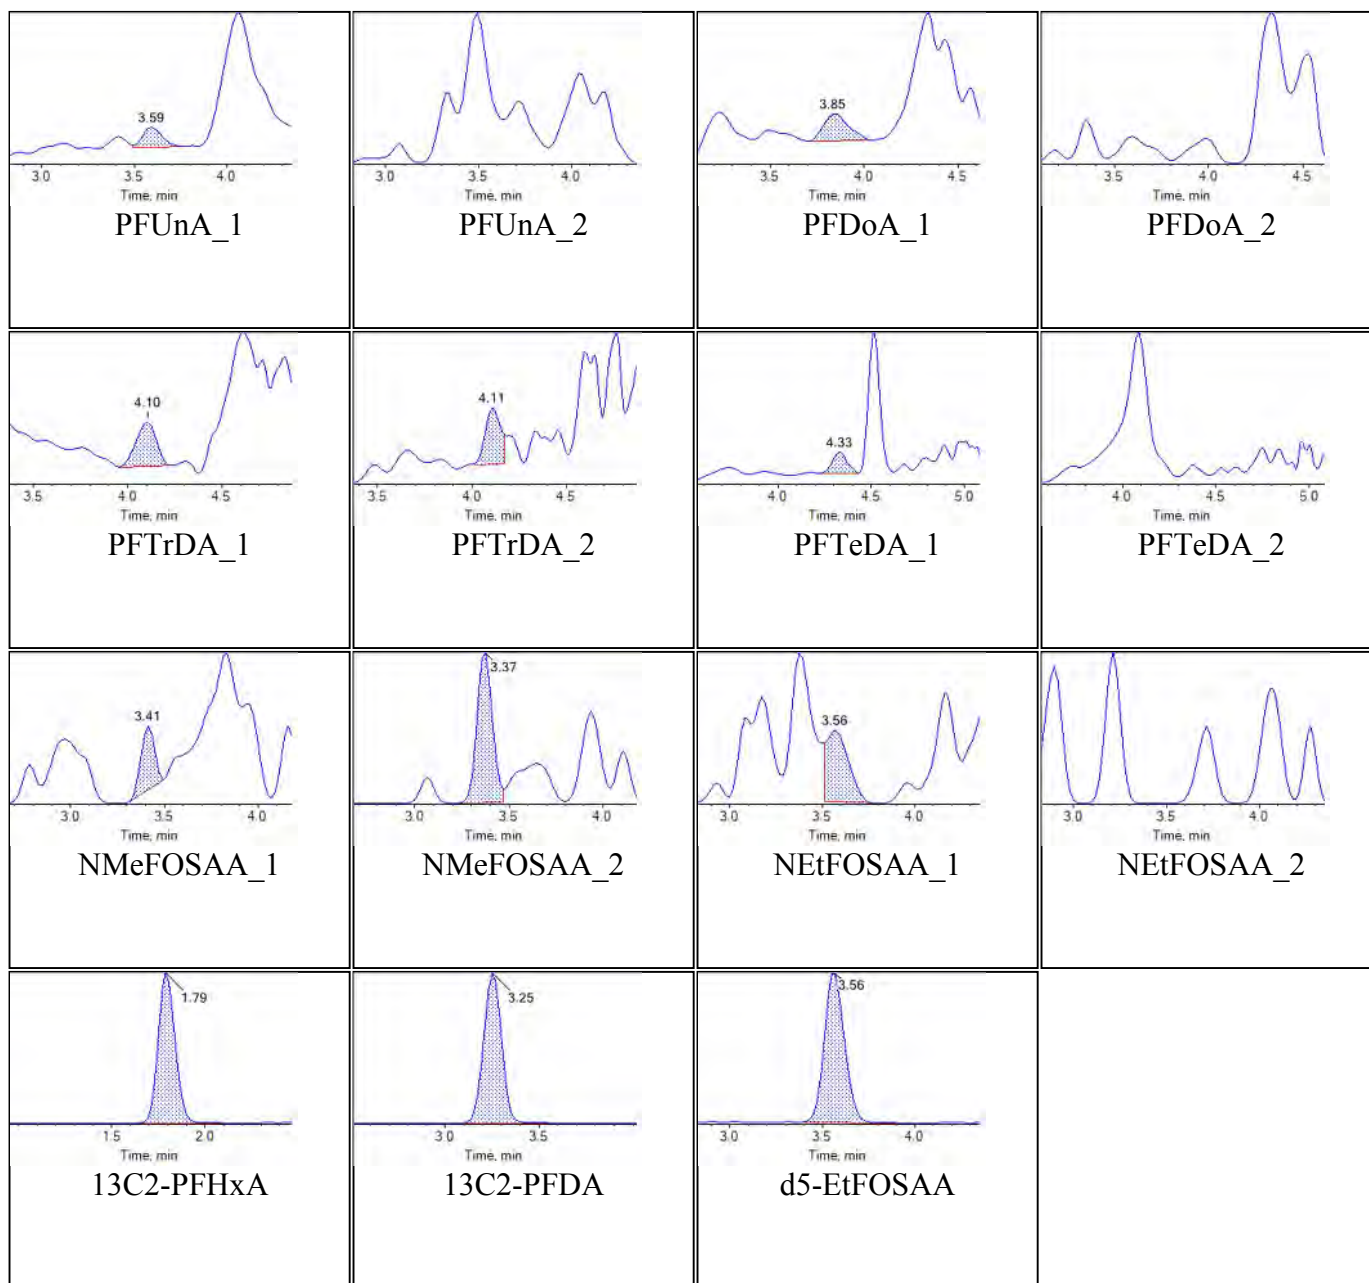 3.59
3.0 3.5 4.0
Time, min
PFUnA_1
3.0 3.5 4.0
Time, min
PFUnA_2
3.85
3.5 4.0 4.5
Time, min
PFDoA_1
3.5 4.0 4.5
Time, min
PFDoA_2
4.10
3.5 4.0 4.5
Time, min
PFTrDA_1
4.11
3.5 4.0 4.5
Time, min
PFTrDA_2
4.33
4.0 4.5 5.0
Time, min
PFTeDA_1
4.0 4.5 5.0
Time, min
PFTeDA_2
3.41
3.0 3.5 4.0
Time, min
NMeFOSAA_1
3.37
3.0 3.5 4.0
Time, min
NMeFOSAA_2
3.56
3.0 3.5 4.0
Time, min
NEtFOSAA_1
3.0 3.5 4.0
Time, min
NEtFOSAA_2
1.79
1.5 2.0
Time, min
13C2-PFHxA
3.25
3.0 3.5
Time, min
13C2-PFDA
3.56
3.0 3.5 4.0
Time, min
d5-EtFOSAA